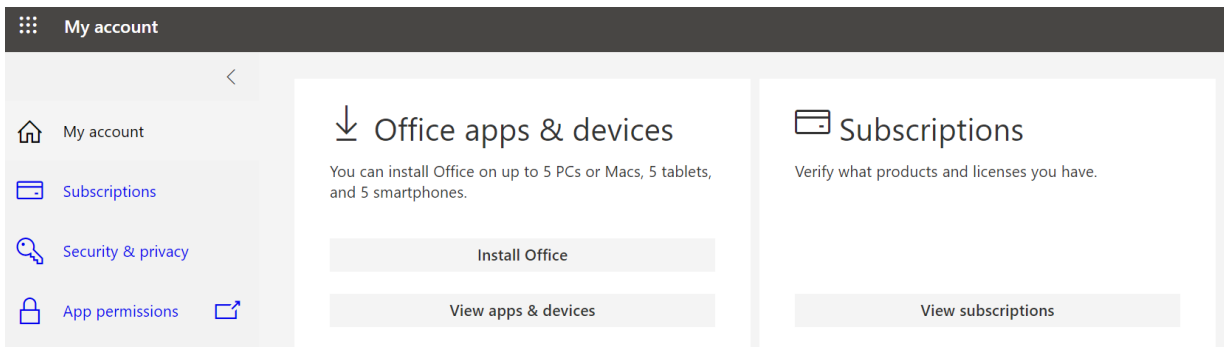 My account
My account
Subscriptions
Security & privacy
App permissions
Office apps & devices
You can install Office on up to 5 PCs or Macs, 5 tablets,
and 5 smartphones.
Install Office
View apps & devices
Subscriptions
Verify what products and licenses you have.
View subscriptions